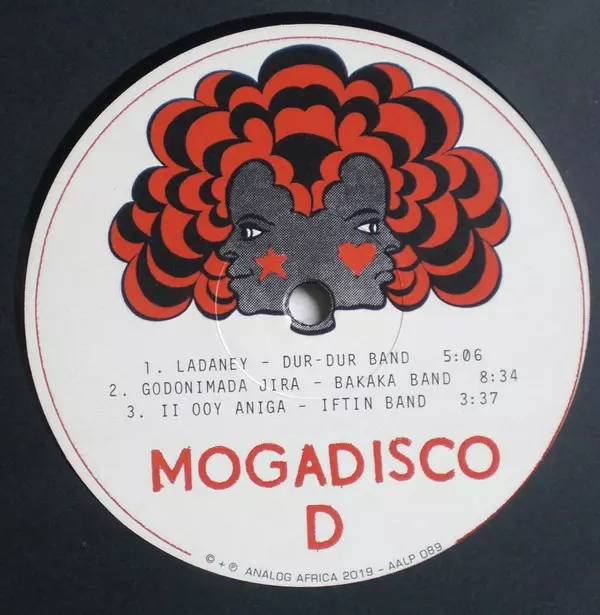 1. LADANEY – DUR-DUR BAND 5:06
2. GODONIMADA JIRA – BAKAKA BAND 8:34
3. II OOY ANIGA – IFTIN BAND 3:37
MOGADISCO
D
© + ℗ ANALOG AFRICA 2019 - AALP 089